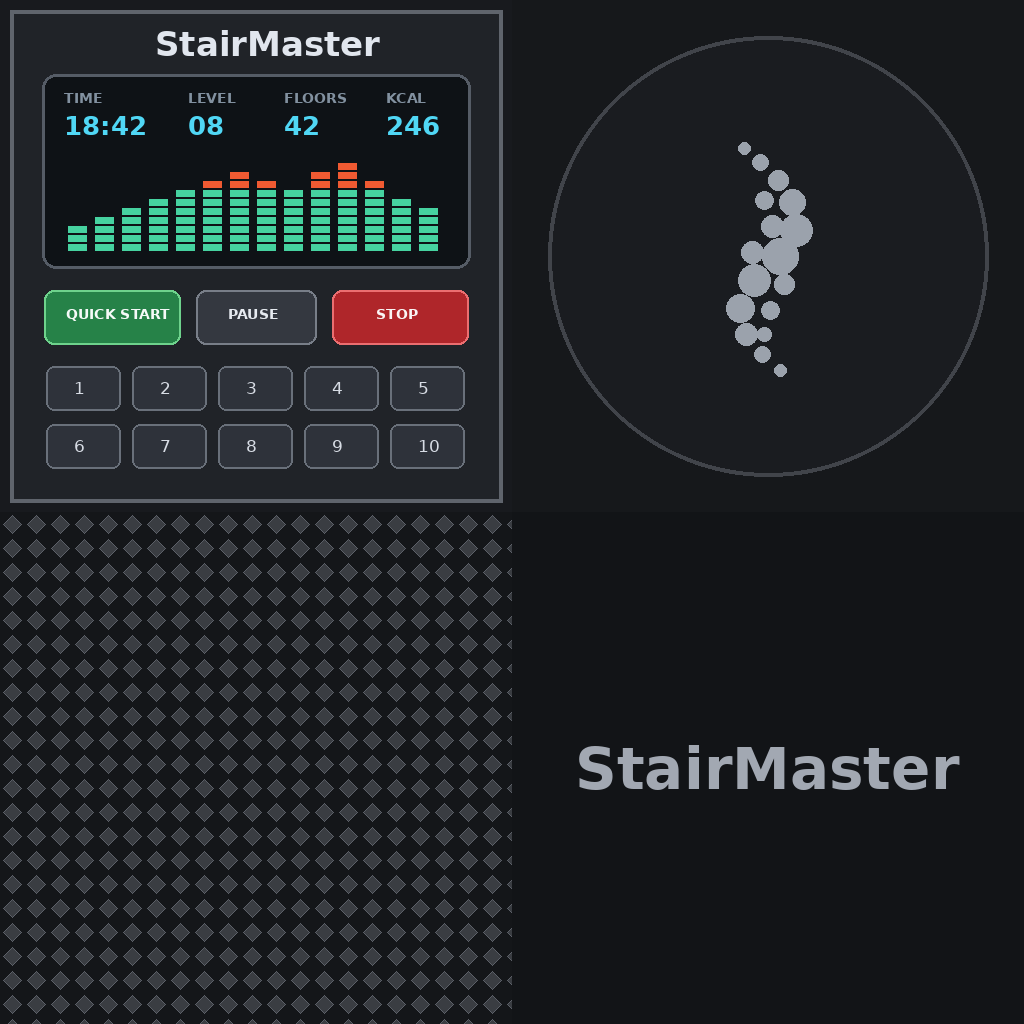 StairMaster
TIME LEVEL FLOORS KCAL
18:42 08 42 246
QUICK START PAUSE STOP
1 2 3 4 5
6 7 8 9 10
StairMaster